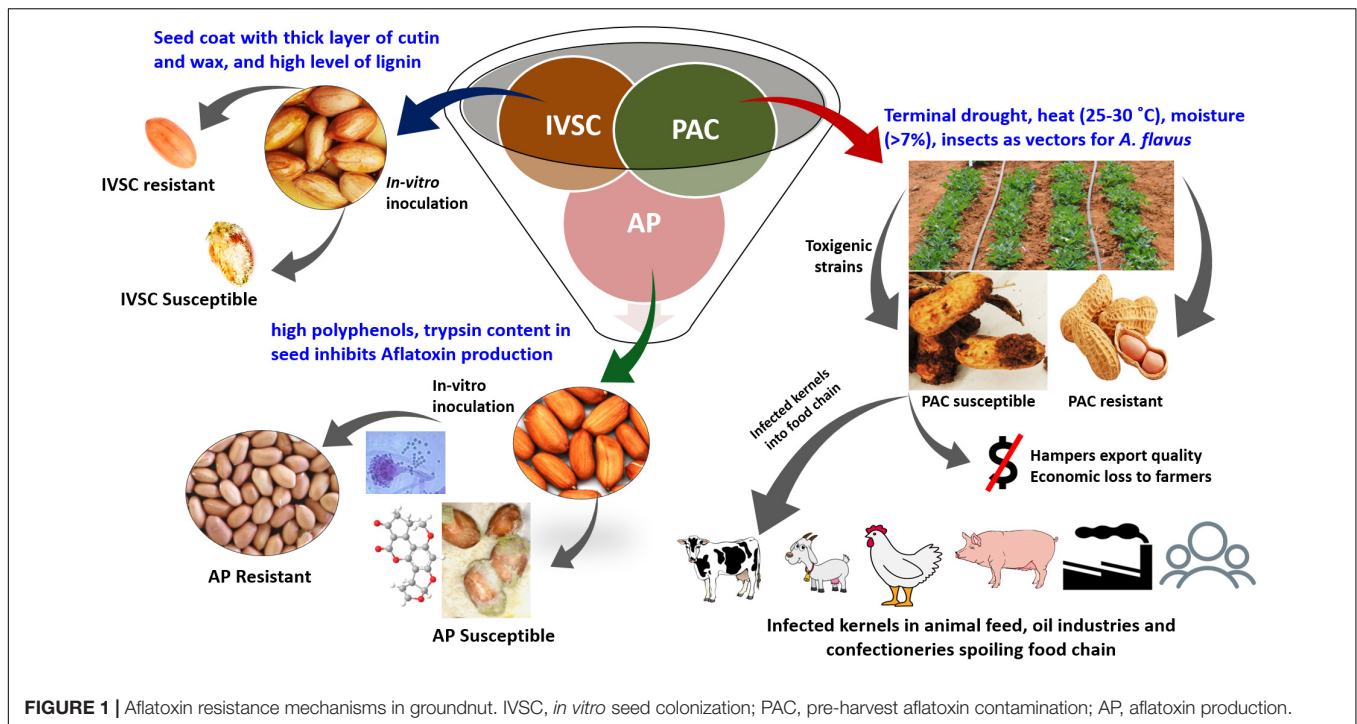 Seed coat with thick layer of cutin
and wax, and high level of lignin
IVSC resistant
In-vitro
inoculation
IVSC Susceptible
IVSC
PAC
AP
Terminal drought, heat (25-30 ˚C), moisture
(>7%), insects as vectors for A. flavus
Toxigenic
strains
PAC susceptible
PAC resistant
high polyphenols, trypsin content in
seed inhibits Aflatoxin production
In-vitro
inoculation
AP Resistant
AP Susceptible
Infected kernels
into food chain
$
Hampers export quality
Economic loss to farmers
Infected kernels in animal feed, oil industries and
confectioneries spoiling food chain
FIGURE 1 | Aflatoxin resistance mechanisms in groundnut. IVSC, in vitro seed colonization; PAC, pre-harvest aflatoxin contamination; AP, aflatoxin production.